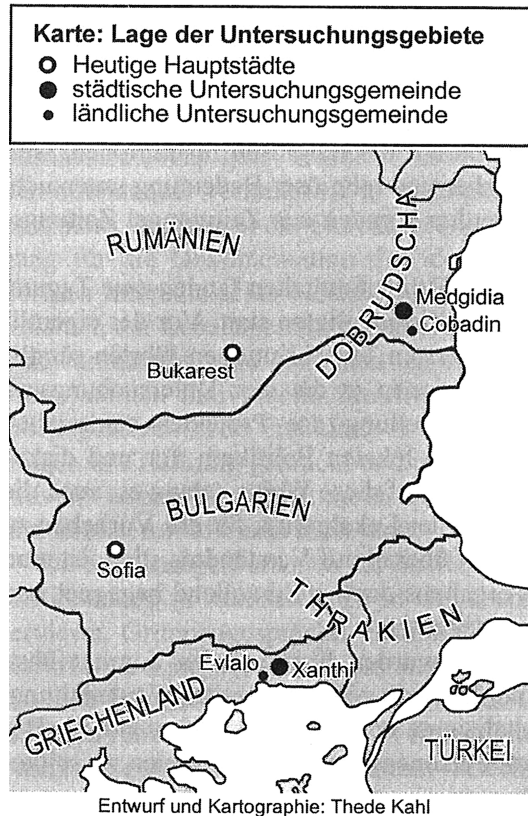 Karte: Lage der Untersuchungsgebiete
Heutige Hauptstädte
städtische Untersuchungsgemeinde
ländliche Untersuchungsgemeinde
RUMÄNIEN
DOBRUDSCHA
Medgidia
Cobadin
Bukarest
BULGARIEN
Sofia
THRAKIEN
Evlalo
Xanthi
GRIECHENLAND
TÜRKEI
Entwurf und Kartographie: Thede Kahl